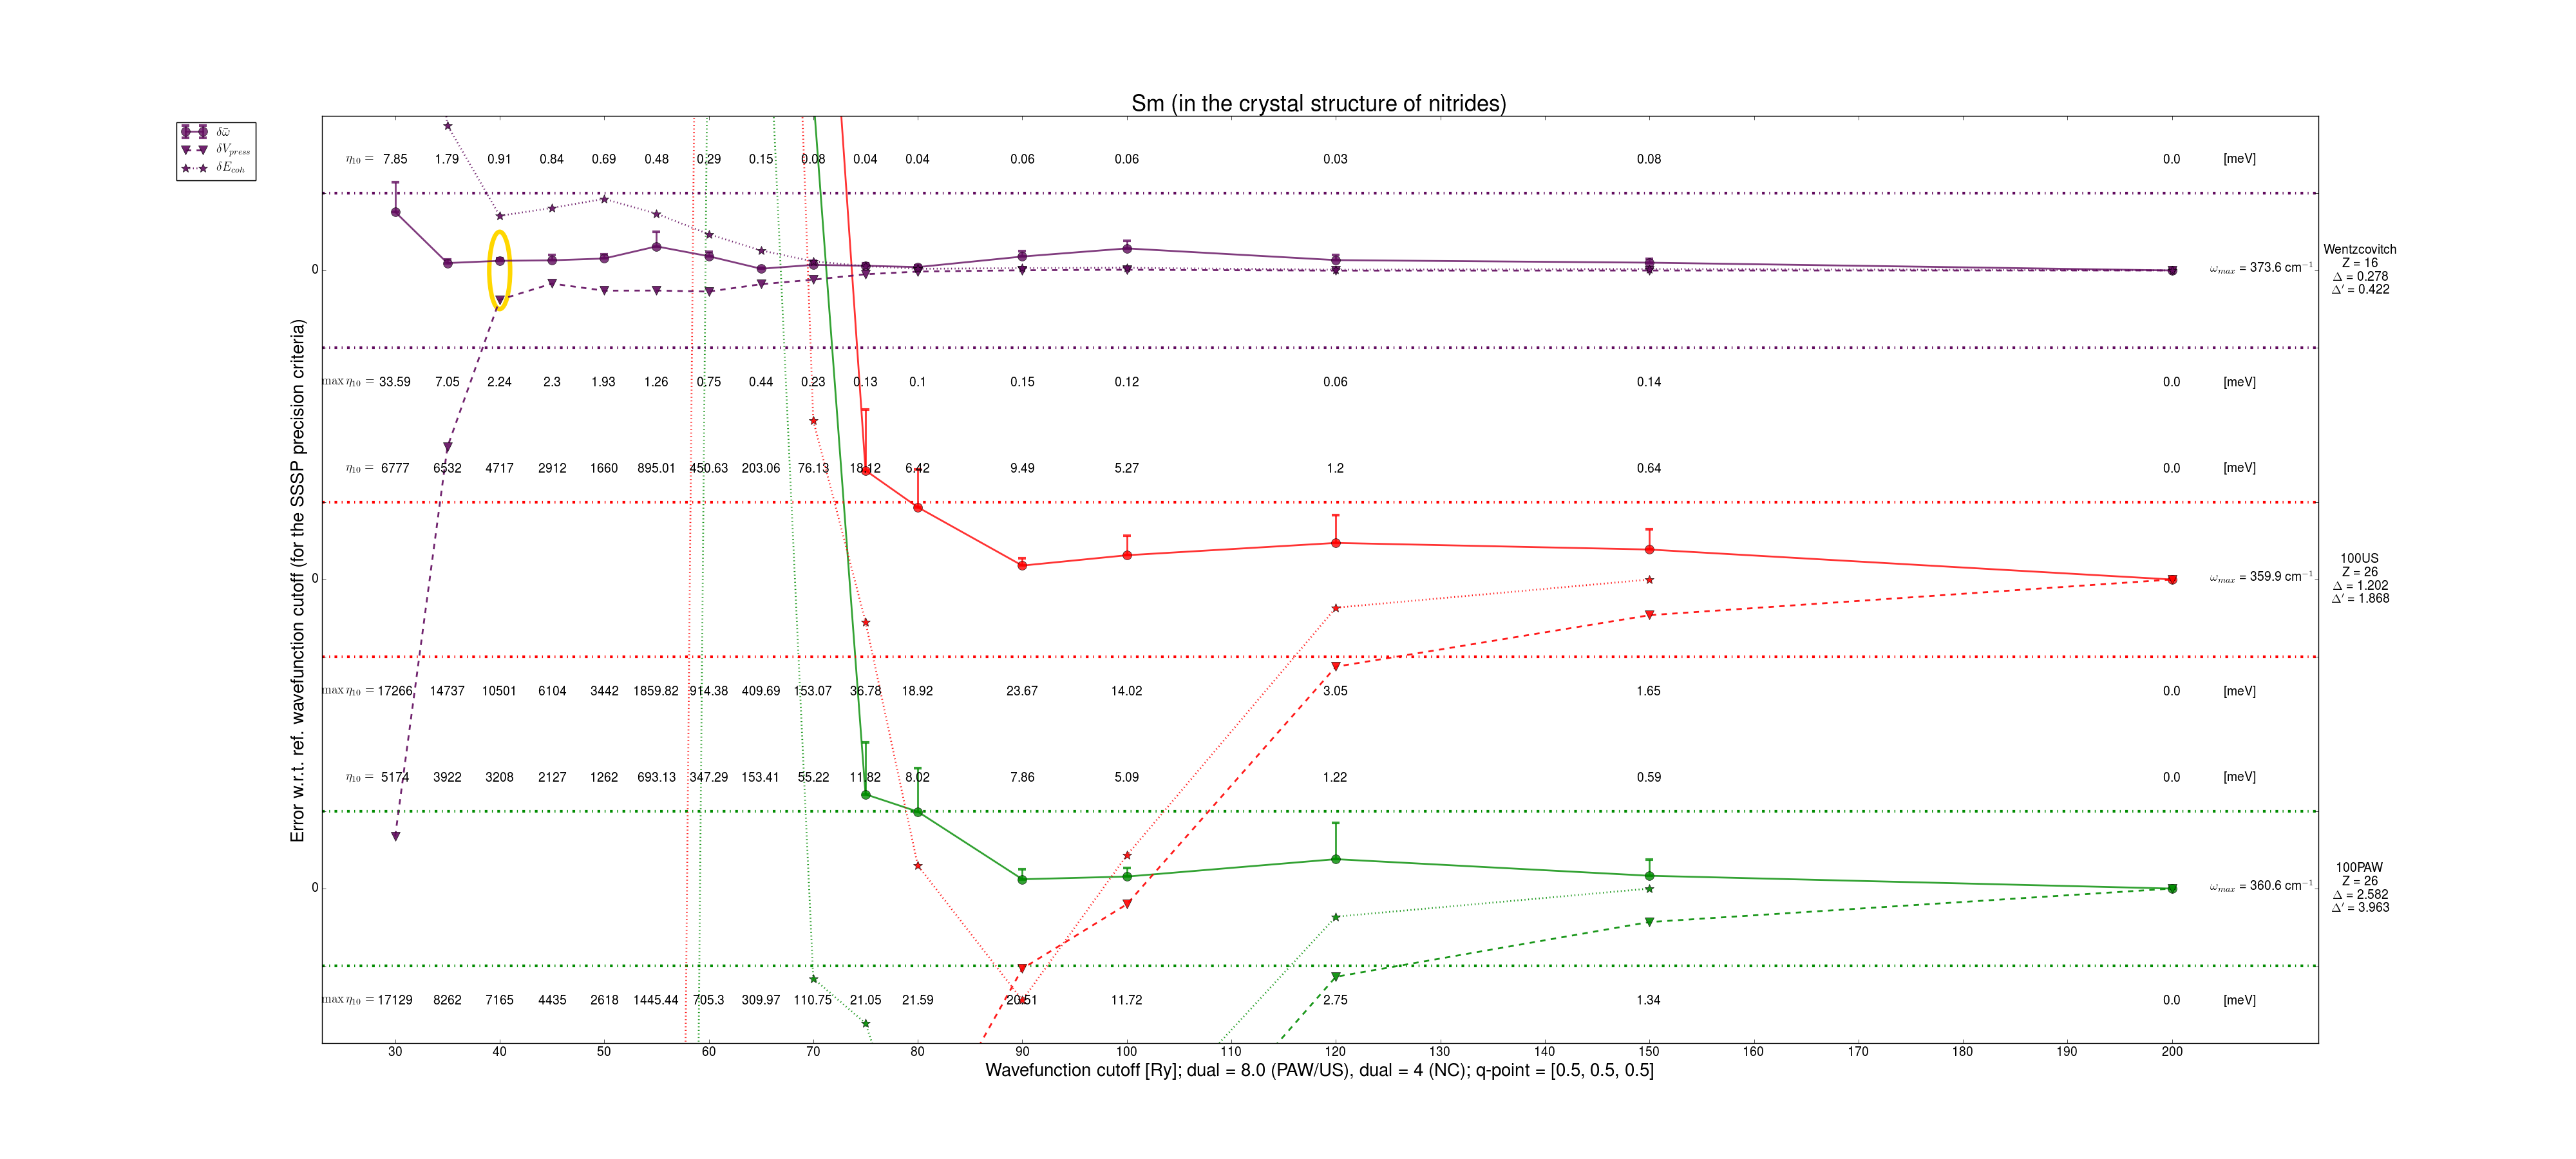 Sm (in the crystal structure of nitrides)
δω̄
δV_press
δE_coh
η₁₀ = 7.85 1.79 0.91 0.84 0.69 0.48 0.29 0.15 0.08 0.04 0.04 0.06 0.06 0.03 0.08 0.0 [meV]
0
ω_max = 373.6 cm⁻¹
Wentzcovitch
Z = 16
Δ = 0.278
Δ′ = 0.422
max η₁₀ = 33.59 7.05 2.24 2.3 1.93 1.26 0.75 0.44 0.23 0.13 0.1 0.15 0.12 0.06 0.14 0.0 [meV]
η₁₀ = 6777 6532 4717 2912 1660 895.01 450.63 203.06 76.13 18.12 6.42 9.49 5.27 1.2 0.64 0.0 [meV]
0
ω_max = 359.9 cm⁻¹
100US
Z = 26
Δ = 1.202
Δ′ = 1.868
max η₁₀ = 17266 14737 10501 6104 3442 1859.82 914.38 409.69 153.07 36.78 18.92 23.67 14.02 3.05 1.65 0.0 [meV]
η₁₀ = 5174 3922 3208 2127 1262 693.13 347.29 153.41 55.22 11.82 8.02 7.86 5.09 1.22 0.59 0.0 [meV]
0
ω_max = 360.6 cm⁻¹
100PAW
Z = 26
Δ = 2.582
Δ′ = 3.963
max η₁₀ = 17129 8262 7165 4435 2618 1445.44 705.3 309.97 110.75 21.05 21.59 20.51 11.72 2.75 1.34 0.0 [meV]
30 40 50 60 70 80 90 100 110 120 130 140 150 160 170 180 190 200
Wavefunction cutoff [Ry]; dual = 8.0 (PAW/US), dual = 4 (NC); q-point = [0.5, 0.5, 0.5]
Error w.r.t. ref. wavefunction cutoff (for the SSSP precision criteria)